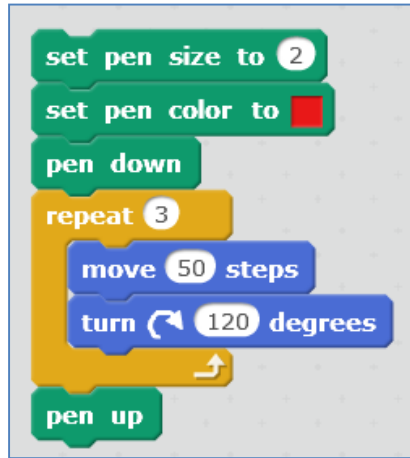 set pen size to 2
set pen color to
pen down
repeat 3
move 50 steps
turn 120 degrees
pen up